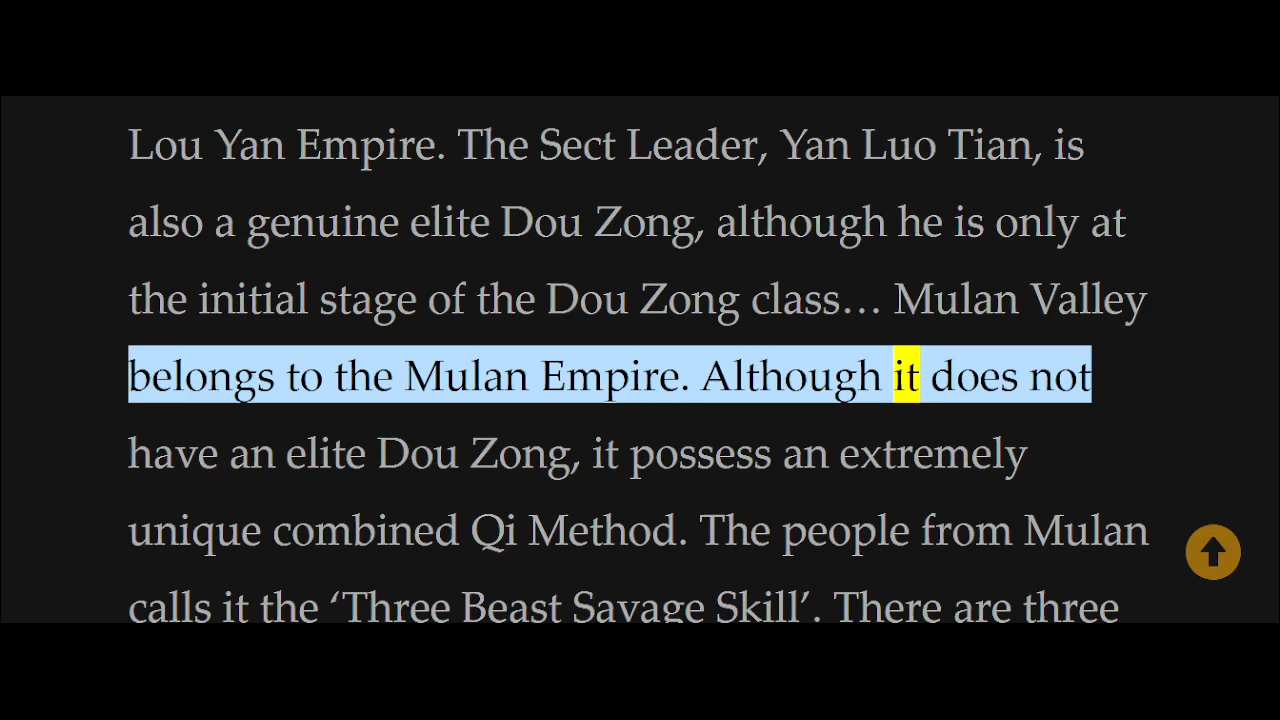 Lou Yan Empire. The Sect Leader, Yan Luo Tian, is
also a genuine elite Dou Zong, although he is only at
the initial stage of the Dou Zong class… Mulan Valley
belongs to the Mulan Empire. Although it does not
have an elite Dou Zong, it possess an extremely
unique combined Qi Method. The people from Mulan
calls it the ‘Three Beast Savage Skill’. There are three